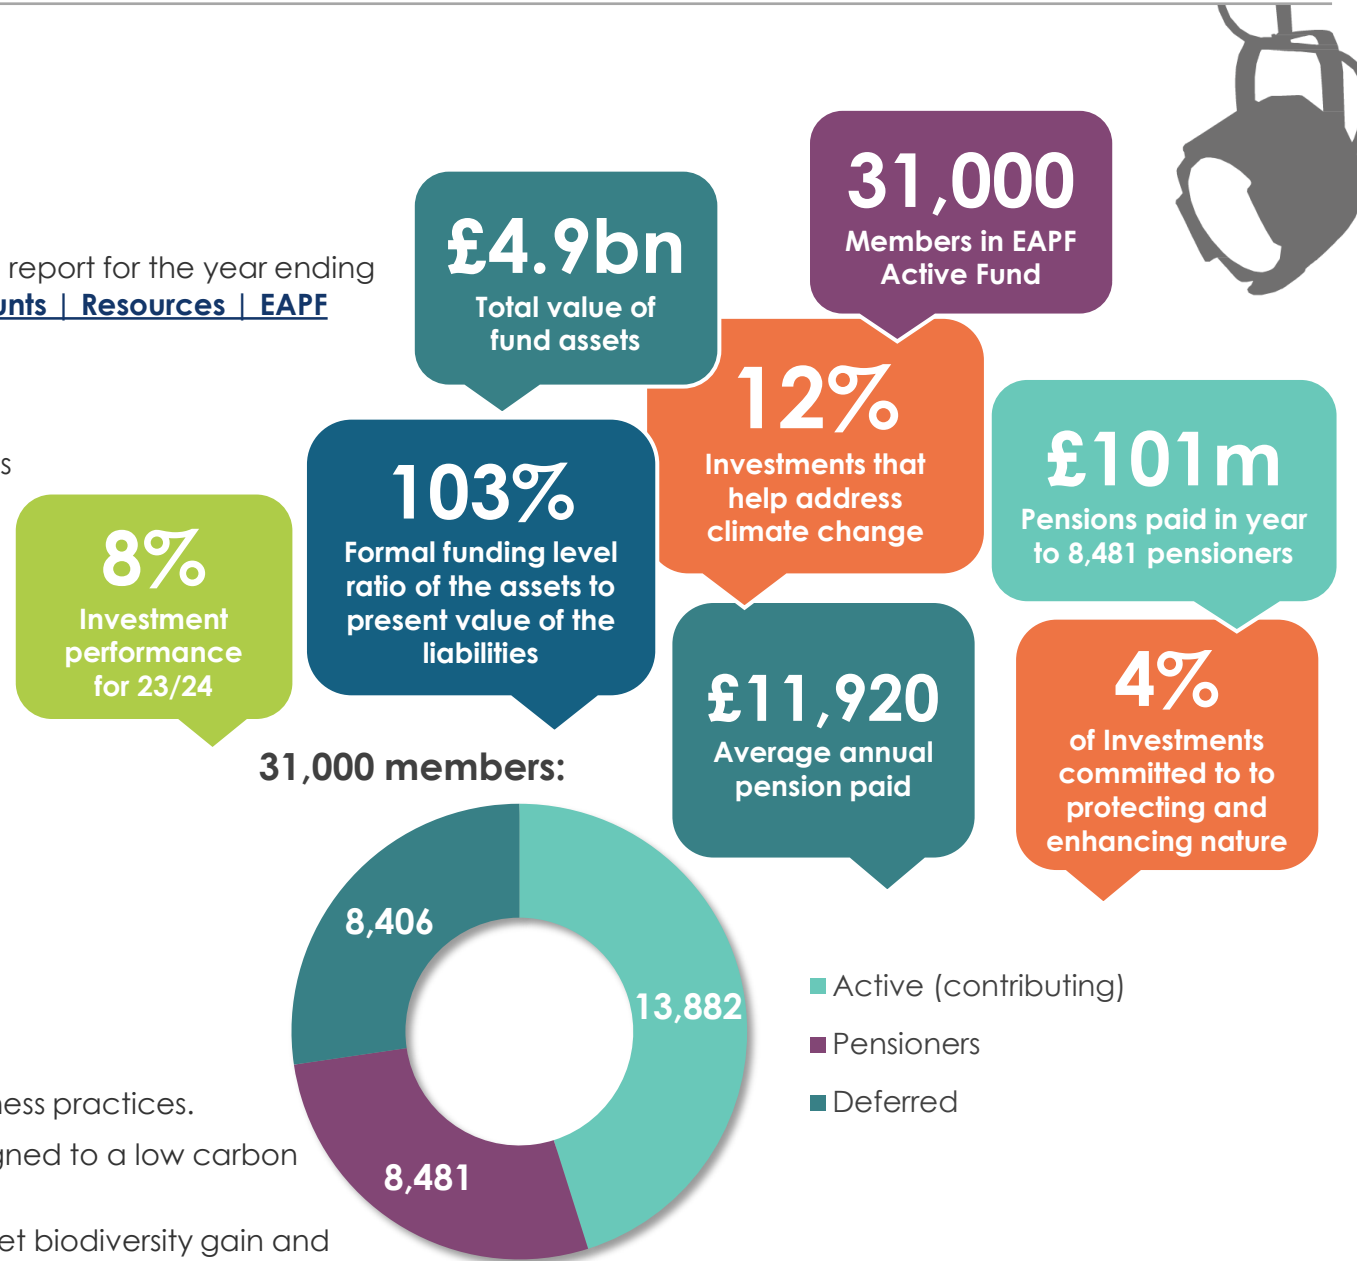 report for the year ending
unts | Resources | EAPF
s
£4.9bn
Total value of
fund assets
31,000
Members in EAPF
Active Fund
12%
Investments that
help address
climate change
£101m
Pensions paid in year
to 8,481 pensioners
103%
Formal funding level
ratio of the assets to
present value of the
liabilities
8%
Investment
performance
for 23/24
£11,920
Average annual
pension paid
4%
of Investments
committed to to
protecting and
enhancing nature
31,000 members:
8,406
13,882
8,481
Active (contributing)
Pensioners
Deferred
ness practices.
gned to a low carbon
et biodiversity gain and